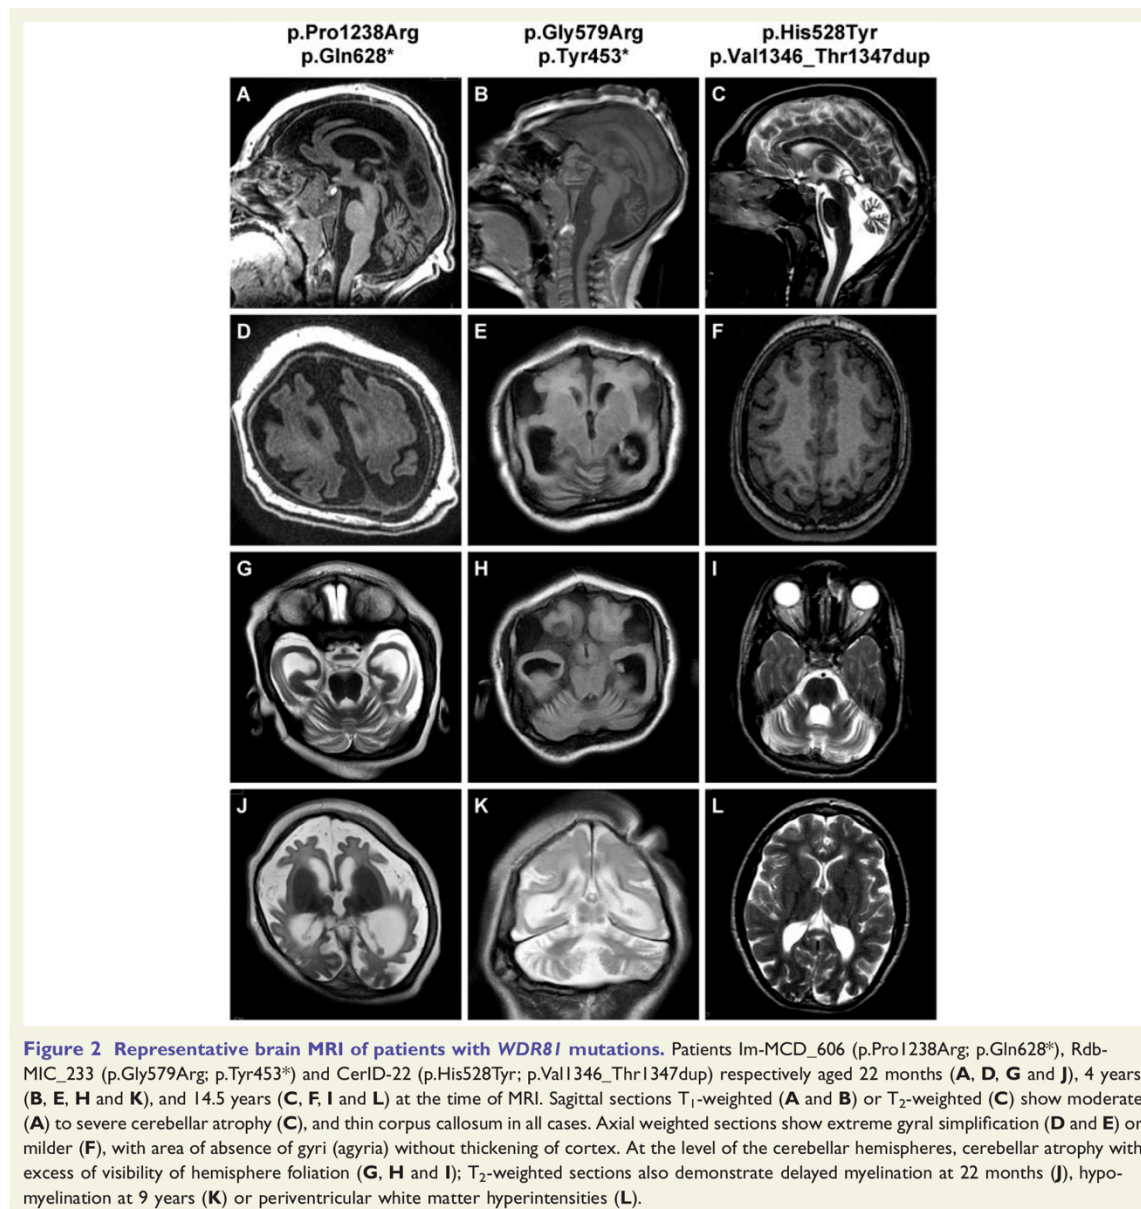 p.Pro1238Arg
p.Gln628*
p.Gly579Arg
p.Tyr453*
p.His528Tyr
p.Val1346_Thr1347dup
A
B
C
D
E
F
G
H
I
J
K
L
Figure 2 Representative brain MRI of patients with WDR81 mutations. Patients Im-MCD_606 (p.Pro1238Arg; p.Gln628*), Rdb-
MIC_233 (p.Gly579Arg; p.Tyr453*) and CerID-22 (p.His528Tyr; p.Val1346_Thr1347dup) respectively aged 22 months (A, D, G and J), 4 years
(B, E, H and K), and 14.5 years (C, F, I and L) at the time of MRI. Sagittal sections T1-weighted (A and B) or T2-weighted (C) show moderate
(A) to severe cerebellar atrophy (C), and thin corpus callosum in all cases. Axial weighted sections show extreme gyral simplification (D and E) or
milder (F), with area of absence of gyri (agyria) without thickening of cortex. At the level of the cerebellar hemispheres, cerebellar atrophy with
excess of visibility of hemisphere foliation (G, H and I); T2-weighted sections also demonstrate delayed myelination at 22 months (J), hypo-
myelination at 9 years (K) or periventricular white matter hyperintensities (L).